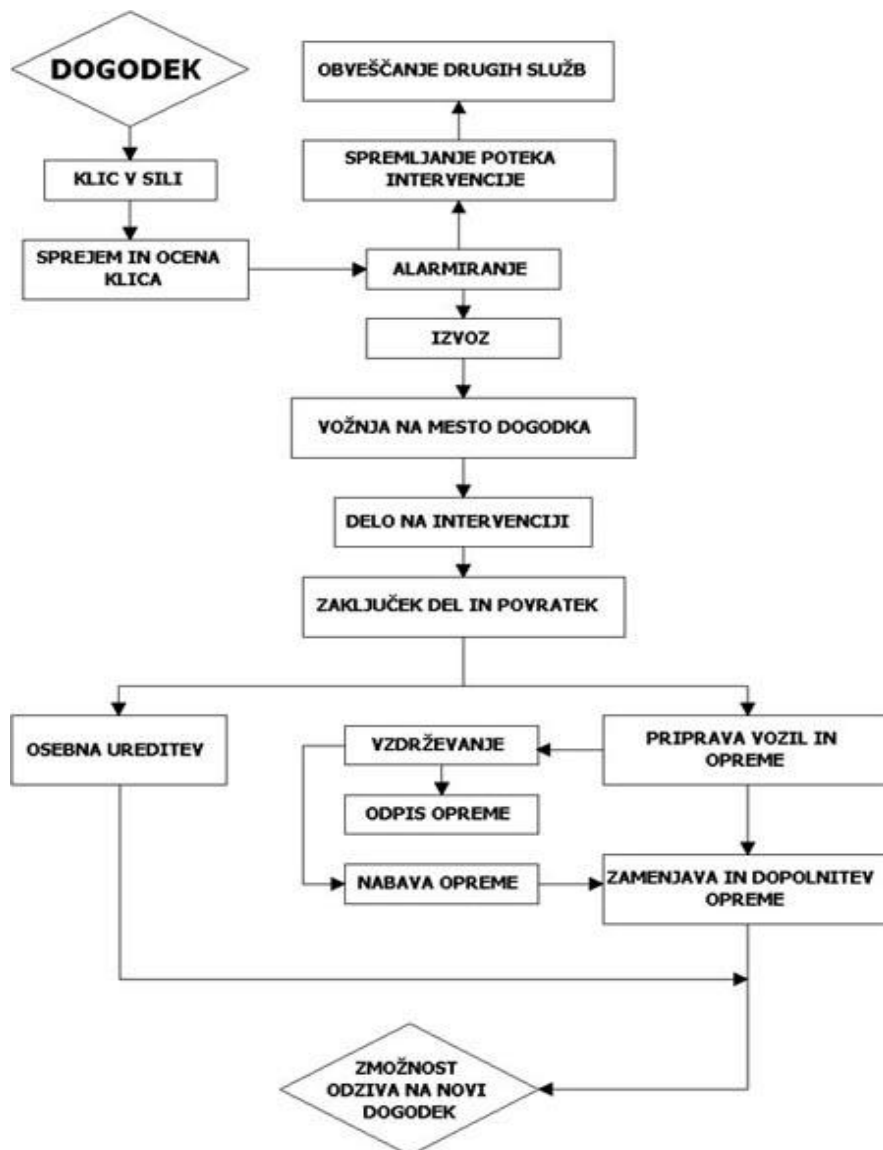 DOGODEK
OBVEŠČANJE DRUGIH SLUŽB
KLIC V SILI
SPREMLJANJE POTEKA
INTERVENCIJE
SPREJEM IN OCENA
KLICA
ALARMIRANJE
IZVOZ
VOŽNJA NA MESTO DOGODKA
DELO NA INTERVENCIJI
ZAKLJUČEK DEL IN POVRATEK
OSEBNA UREDITEV
VZDRŽEVANJE
PRIPRAVA VOZIL IN
OPREME
ODPIS OPREME
NABAVA OPREME
ZAMENJAVA IN DOPOLNITEV
OPREME
ZMOŽNOST
ODZIVA NA NOVI
DOGODEK